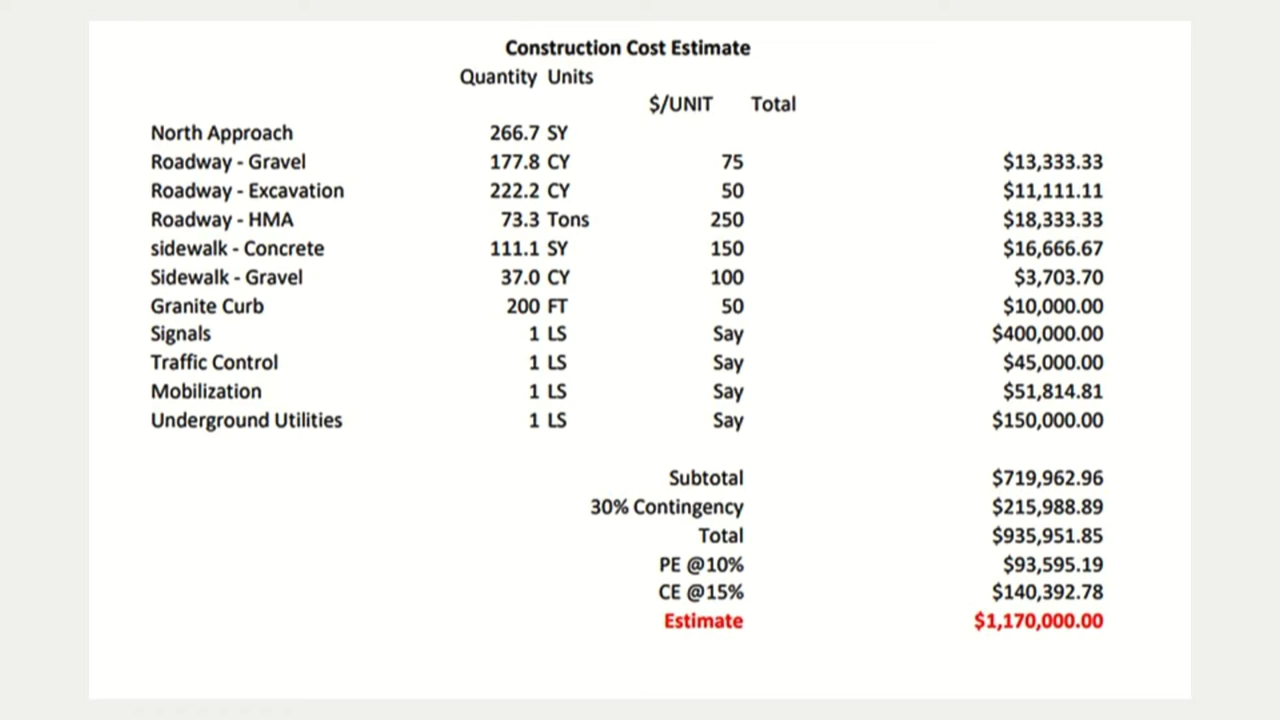 Construction Cost Estimate
Quantity Units
$/UNIT Total
North Approach 266.7 SY
Roadway - Gravel 177.8 CY 75 $13,333.33
Roadway - Excavation 222.2 CY 50 $11,111.11
Roadway - HMA 73.3 Tons 250 $18,333.33
sidewalk - Concrete 111.1 SY 150 $16,666.67
Sidewalk - Gravel 37.0 CY 100 $3,703.70
Granite Curb 200 FT 50 $10,000.00
Signals 1 LS Say $400,000.00
Traffic Control 1 LS Say $45,000.00
Mobilization 1 LS Say $51,814.81
Underground Utilities 1 LS Say $150,000.00
Subtotal $719,962.96
30% Contingency $215,988.89
Total $935,951.85
PE @10% $93,595.19
CE @15% $140,392.78
Estimate $1,170,000.00